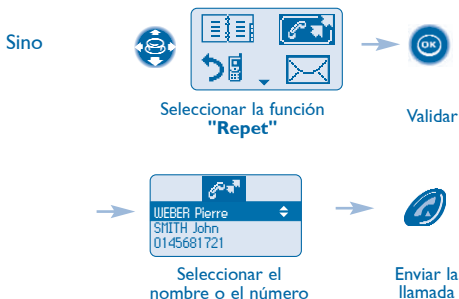 Sino
OK
Seleccionar la función
"Repet"
Validar
WEBER Pierre
SMITH John
0145681721
Seleccionar el
nombre o el número
Enviar la
llamada